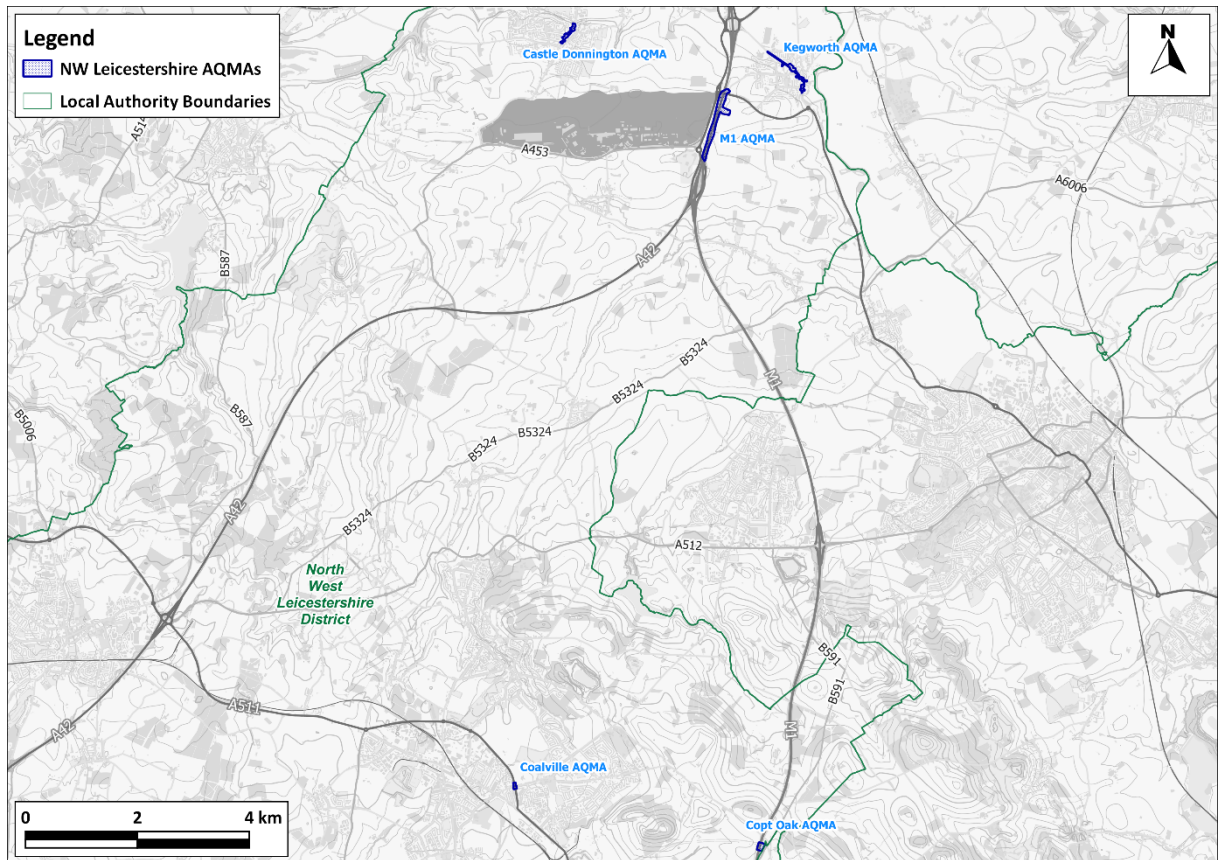 Legend
NW Leicestershire AQMAs
Local Authority Boundaries
N
Castle Donnington AQMA
Kegworth AQMA
M1 AQMA
A514
A453
A6006
B587
A42
B5324
M1
B5324
B5324
B5324
B5006
B587
A42
B5324
A512
North
West
Leicestershire
District
B591
B591
A511
A42
M1
Coalville AQMA
Copt Oak AQMA
0 2 4 km